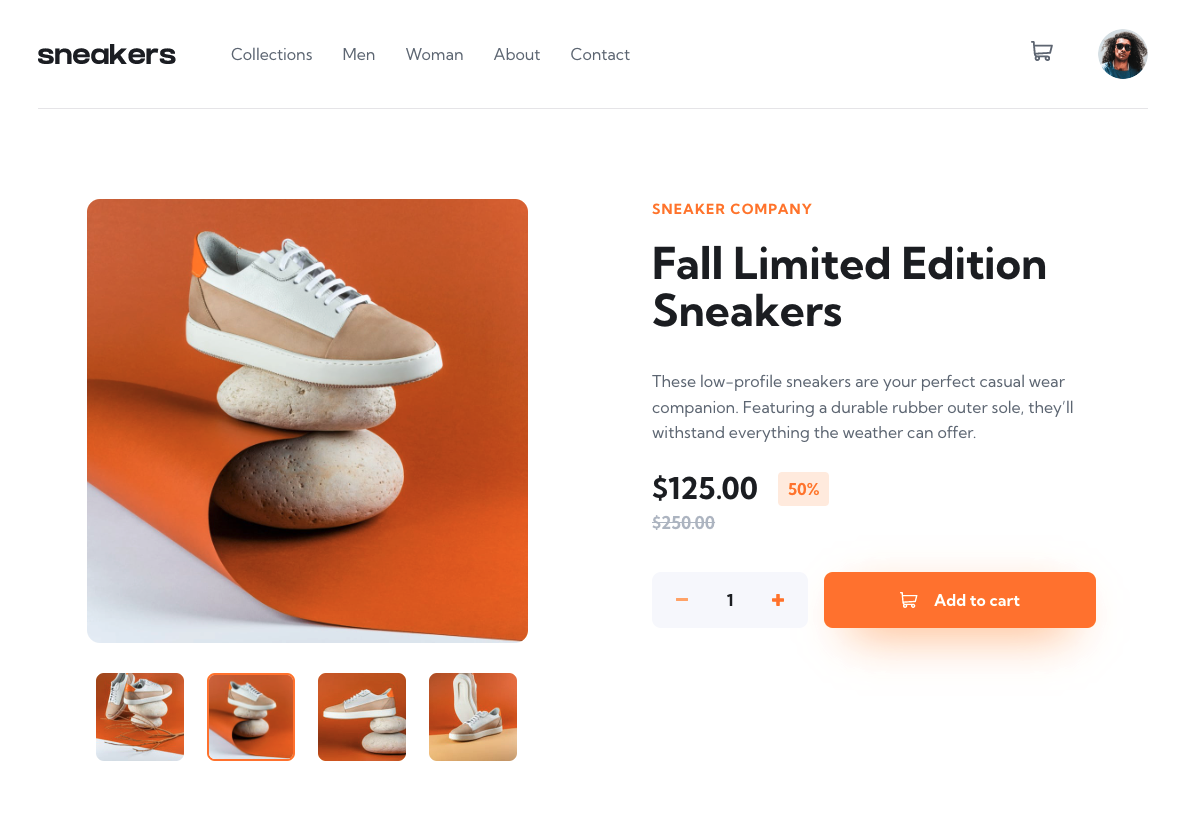 sneakers
Collections Men Woman About Contact
SNEAKER COMPANY
Fall Limited Edition
Sneakers
These low-profile sneakers are your perfect casual wear
companion. Featuring a durable rubber outer sole, they’ll
withstand everything the weather can offer.
$125.00 50%
$250.00
1 Add to cart